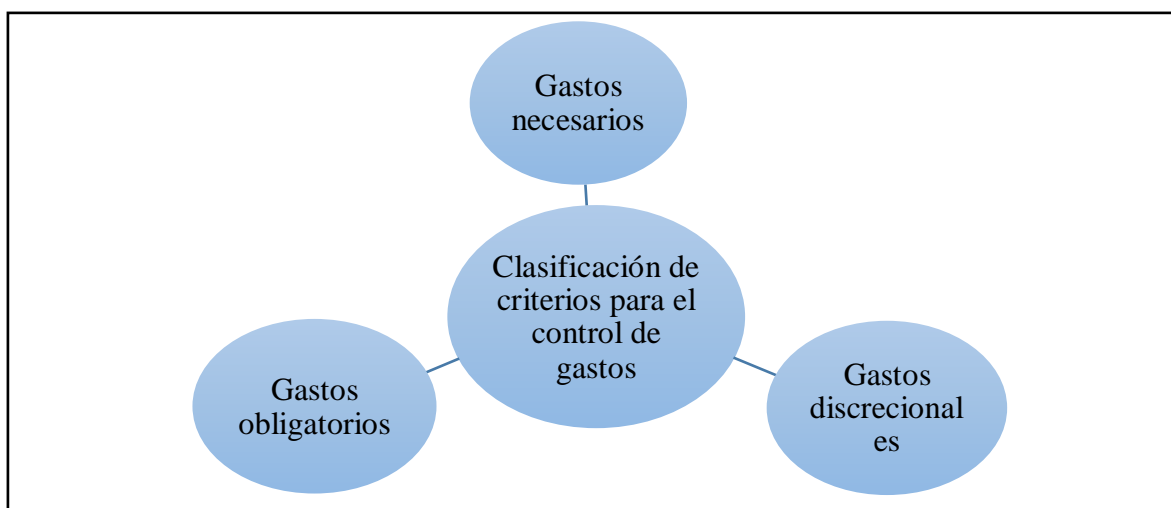 Gastos
necesarios
Clasificación de
criterios para el
control de
gastos
Gastos
obligatorios
Gastos
discrecional
es